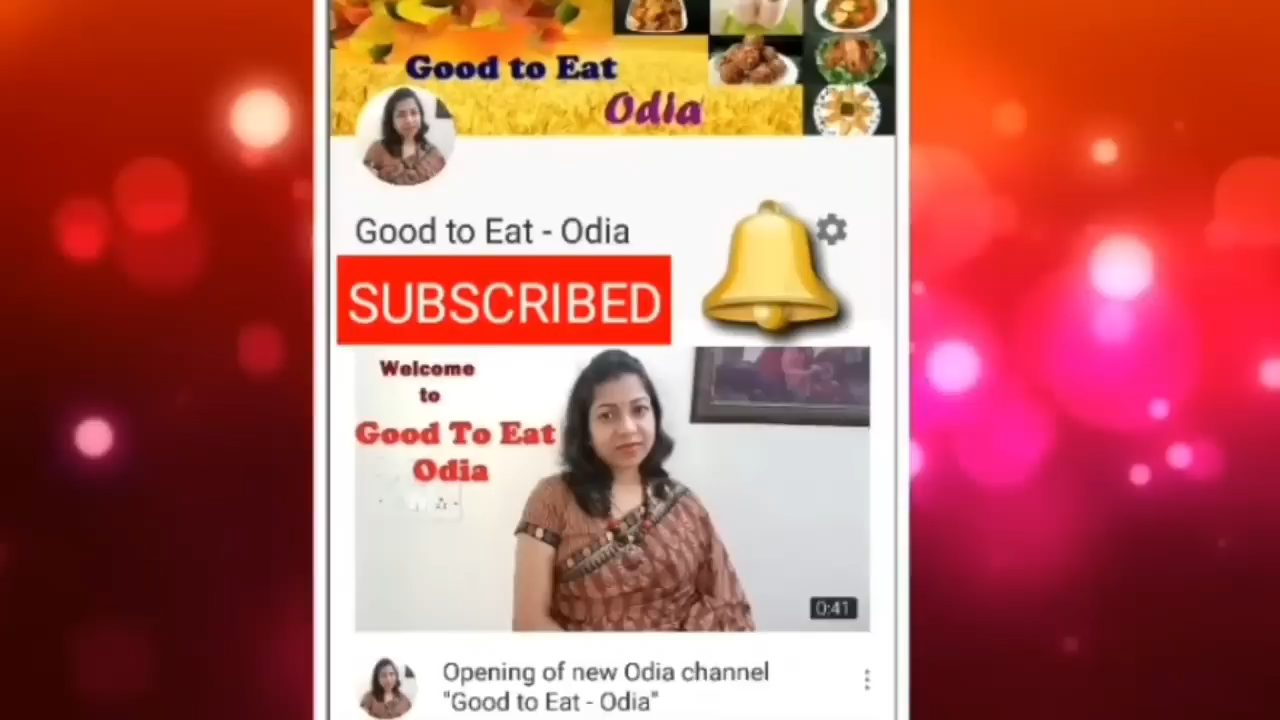 Good to Eat
Odia
Good to Eat - Odia
SUBSCRIBED
Welcome
to
Good To Eat
Odia
0:41
Opening of new Odia channel
"Good to Eat - Odia"